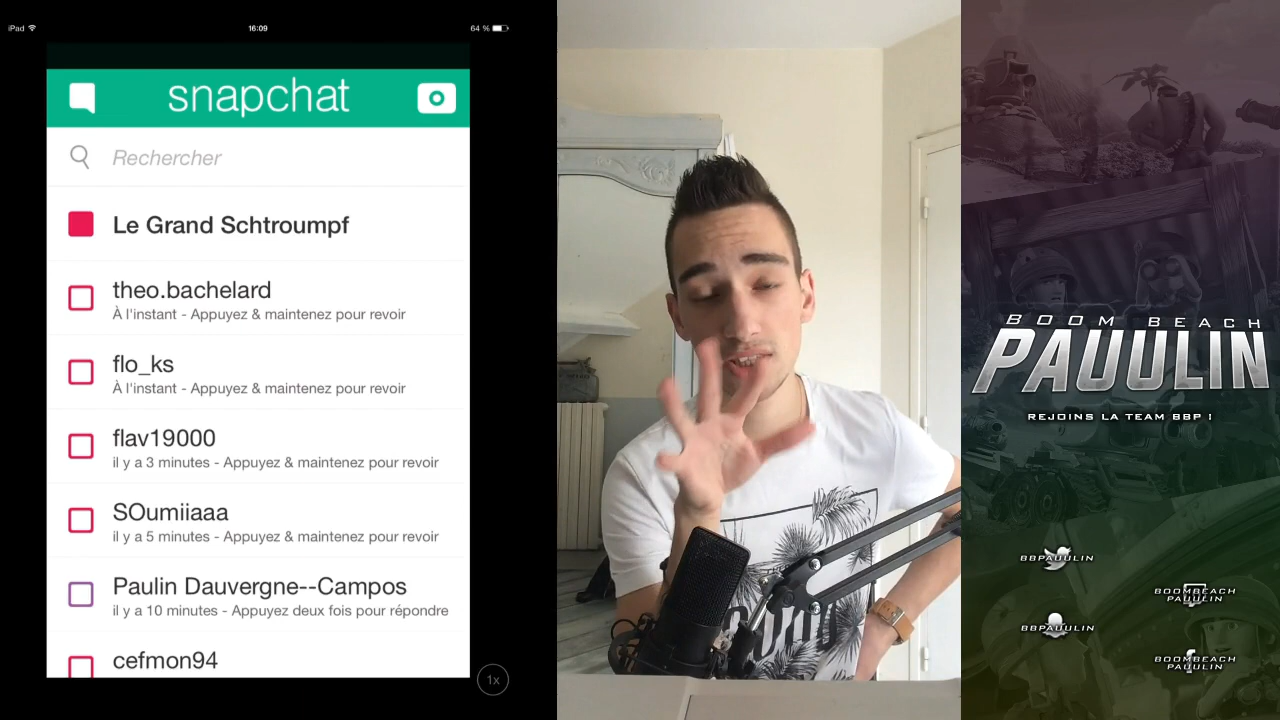 iPad
16:09
64 %
snapchat
Rechercher
Le Grand Schtroumpf
theo.bachelard
À l'instant - Appuyez & maintenez pour revoir
flo_ks
À l'instant - Appuyez & maintenez pour revoir
flav19000
il y a 3 minutes - Appuyez & maintenez pour revoir
SOumiiaaa
il y a 5 minutes - Appuyez & maintenez pour revoir
Paulin Dauvergne--Campos
il y a 10 minutes - Appuyez deux fois pour répondre
cefmon94
1x
BOOM BEACH
PAUULIN
REJOINS LA TEAM BBP !
BBPAUULIN
BOOMBEACH
PAUULIN
BBPAUULIN
BOOMBEACH
PAUULIN